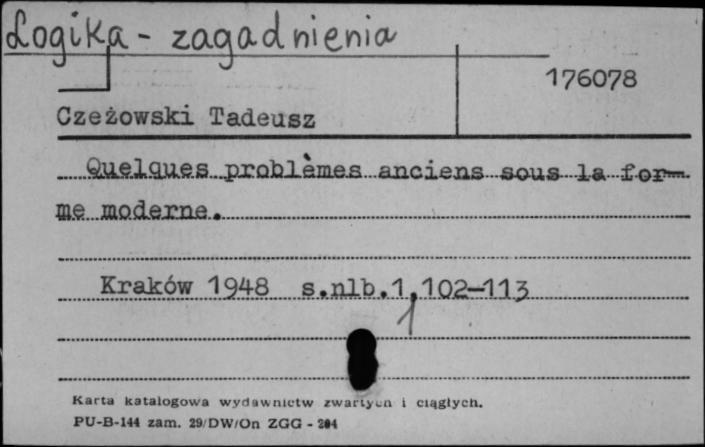 Logika - zagadnienia
176078
Czeżowski Tadeusz
Quelques problèmes anciens sous la for-
me moderne.
Kraków 1948 s.nlb.1,102-113
Karta katalogowa wydawnictw zwartych i ciągłych.
PU-B-144 zam. 29/DW/On ZGG - 204